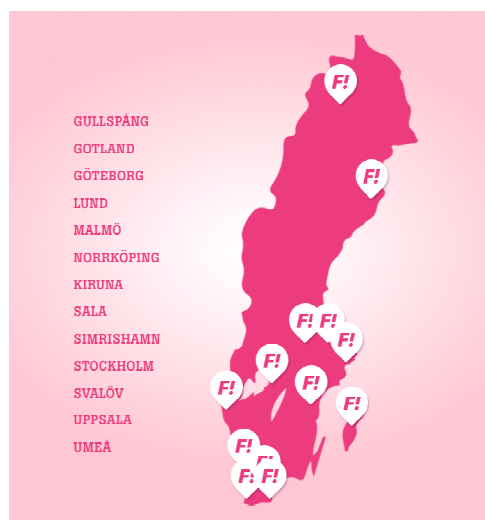 GULLSPÅNG
GOTLAND
GÖTEBORG
LUND
MALMÖ
NORRKÖPING
KIRUNA
SALA
SIMRISHAMN
STOCKHOLM
SVALÖV
UPPSALA
UMEÅ
F!
F!
F! F!
F!
F!
F!
F!
F!
F!
F!
F! F!